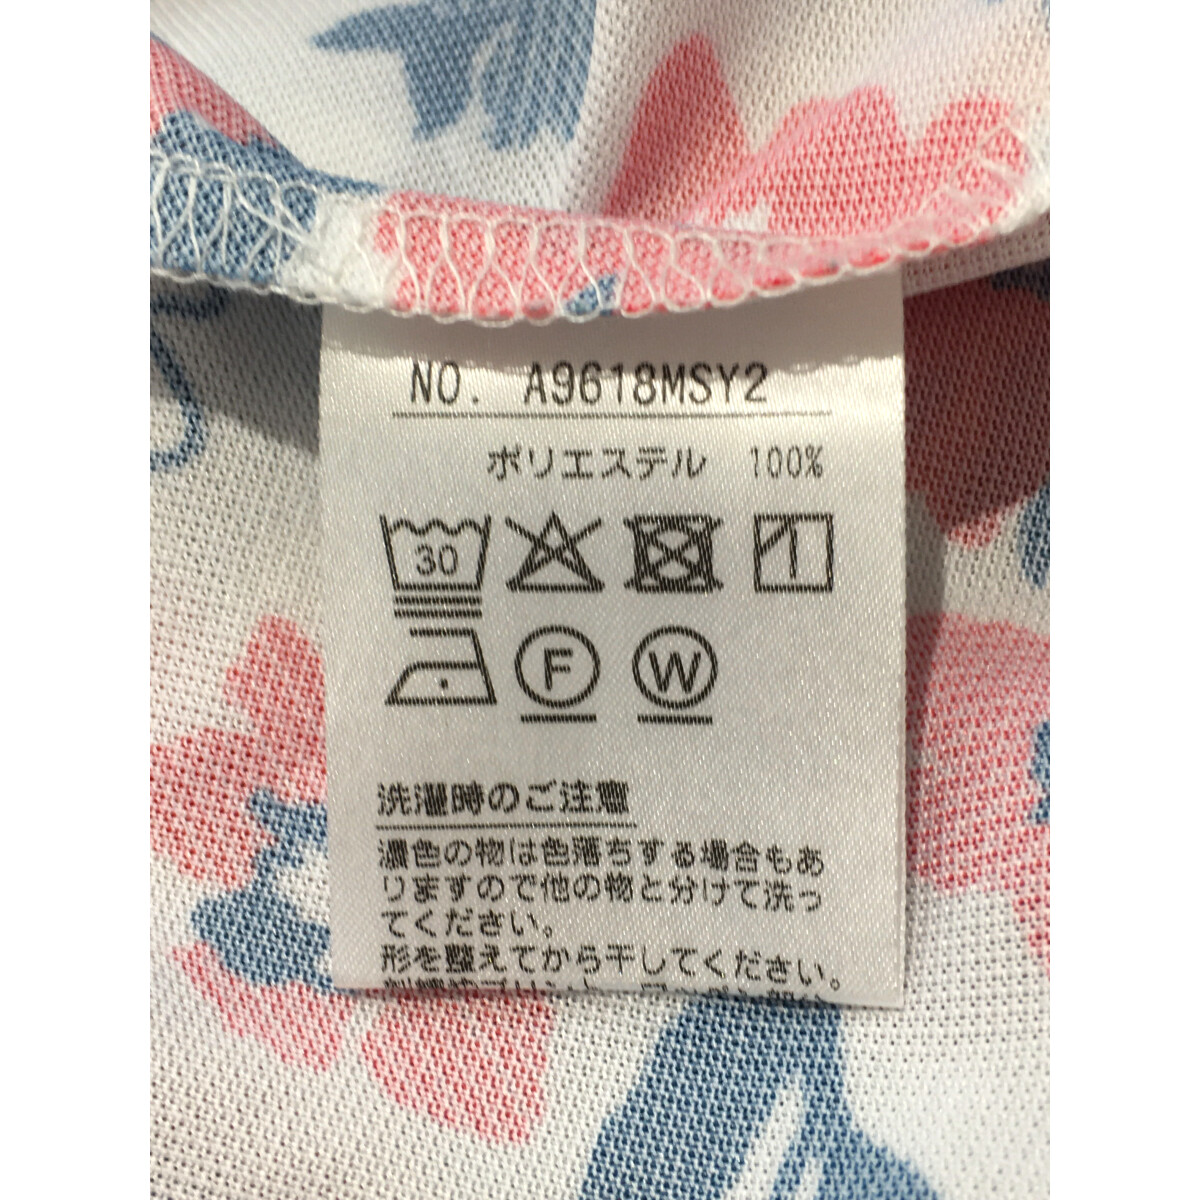 NO. A9618MSY2
ポリエステル 100%
30
F W
洗濯時のご注意
濃色の物は色落ちする場合もあ
りますので他の物と分けて洗っ
てください。
形を整えてから干してください。